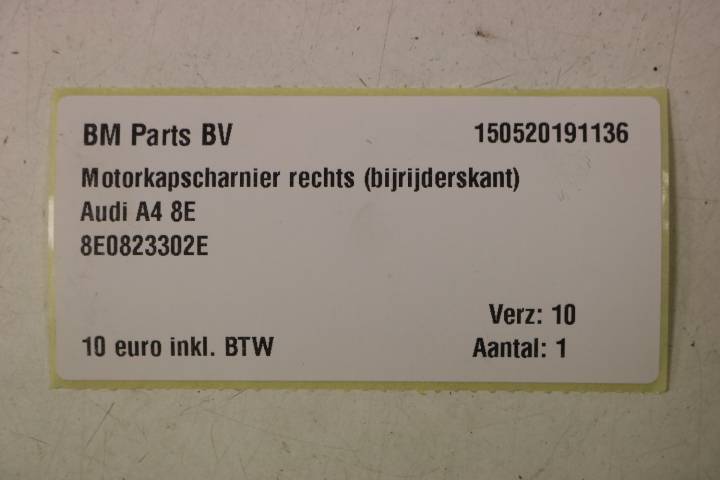 BM Parts BV 150520191136
Motorkapscharnier rechts (bijrijderskant)
Audi A4 8E
8E0823302E
Verz: 10
10 euro inkl. BTW Aantal: 1